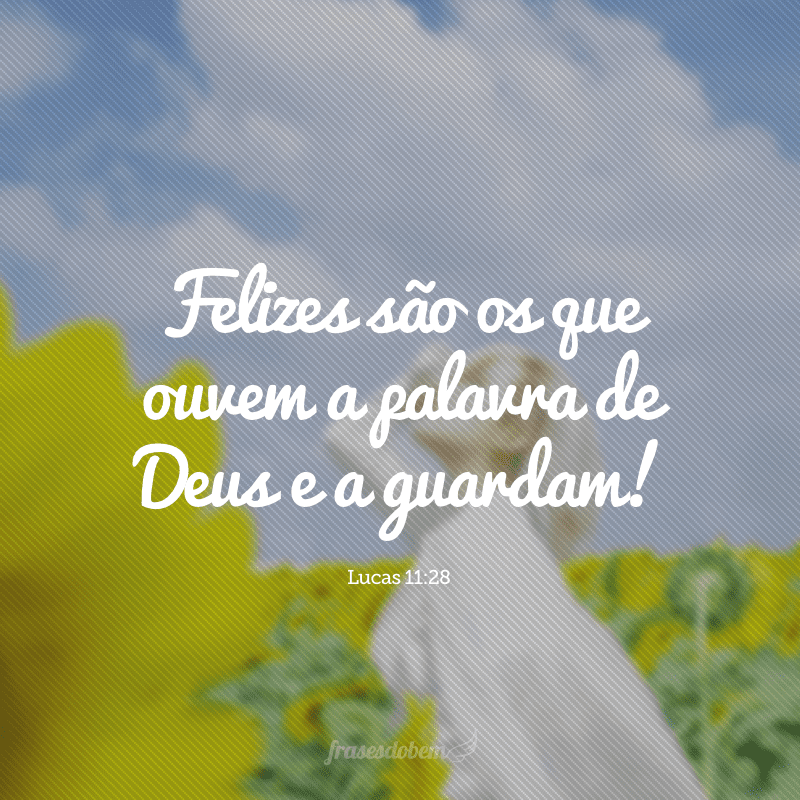 Felizes são os que
ouvem a palavra de
Deus e a guardam!
Lucas 11:28
frasesdobem